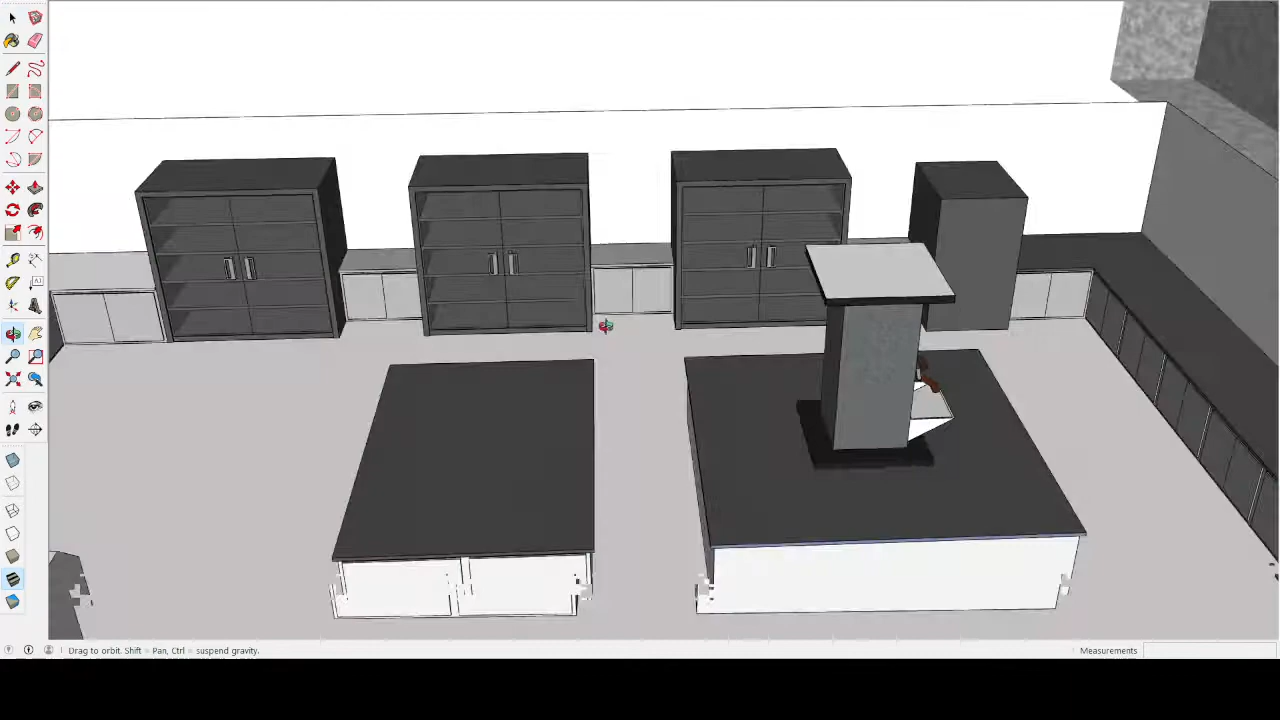 Drag to orbit. Shift = Pan, Ctrl = suspend gravity.
Measurements